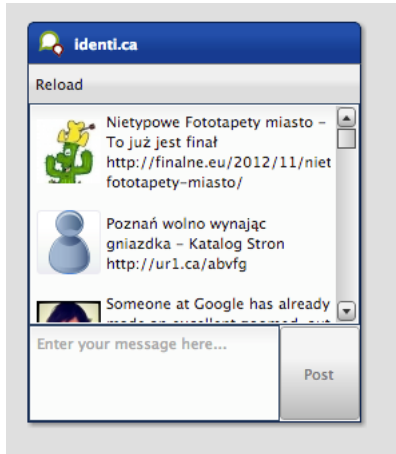 identi.ca
Reload
Nietypowe Fototapety miasto –
To już jest finał
http://finalne.eu/2012/11/niet
fototapety-miasto/
Poznań wolno wynając
gniazdka – Katalog Stron
http://ur1.ca/abvfg
Someone at Google has already
Enter your message here...
Post